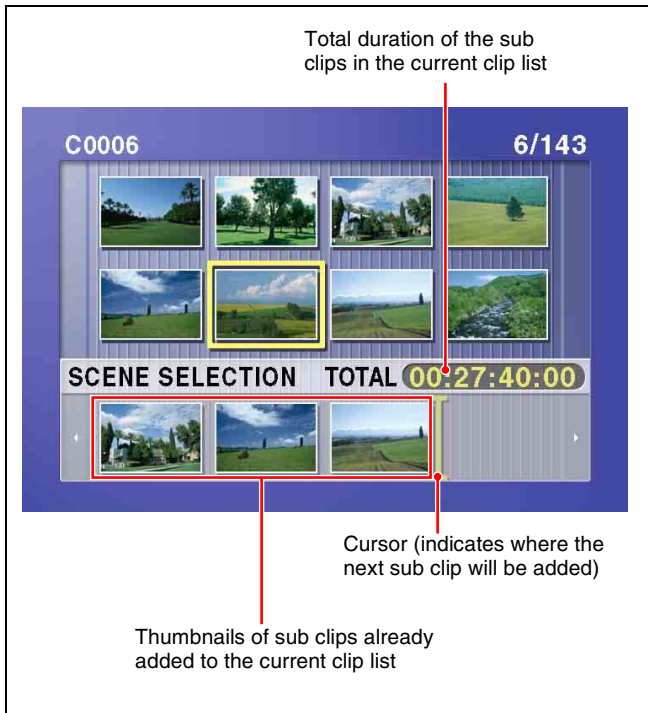 Total duration of the sub
clips in the current clip list
C0006 6/143
SCENE SELECTION TOTAL 00:27:40:00
Cursor (indicates where the
next sub clip will be added)
Thumbnails of sub clips already
added to the current clip list